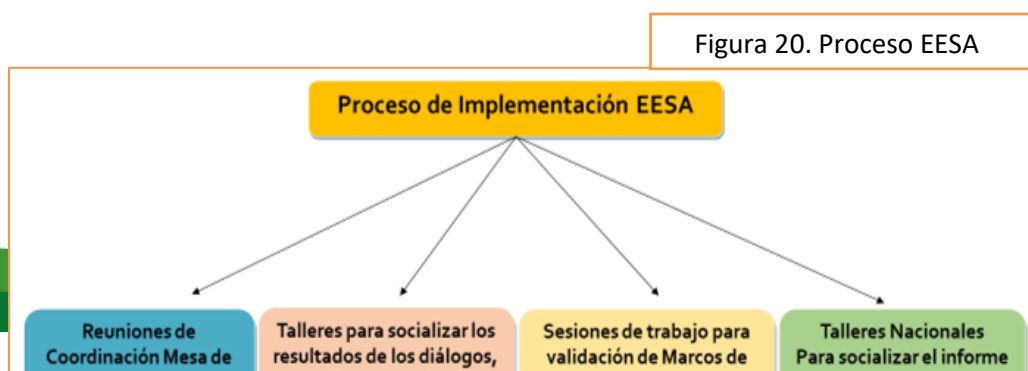 Figura 20. Proceso EESA
Proceso de Implementación EESA
Reuniones de
Coordinación Mesa de
Talleres para socializar los
resultados de los diálogos,
Sesiones de trabajo para
validación de Marcos de
Talleres Nacionales
Para socializar el informe